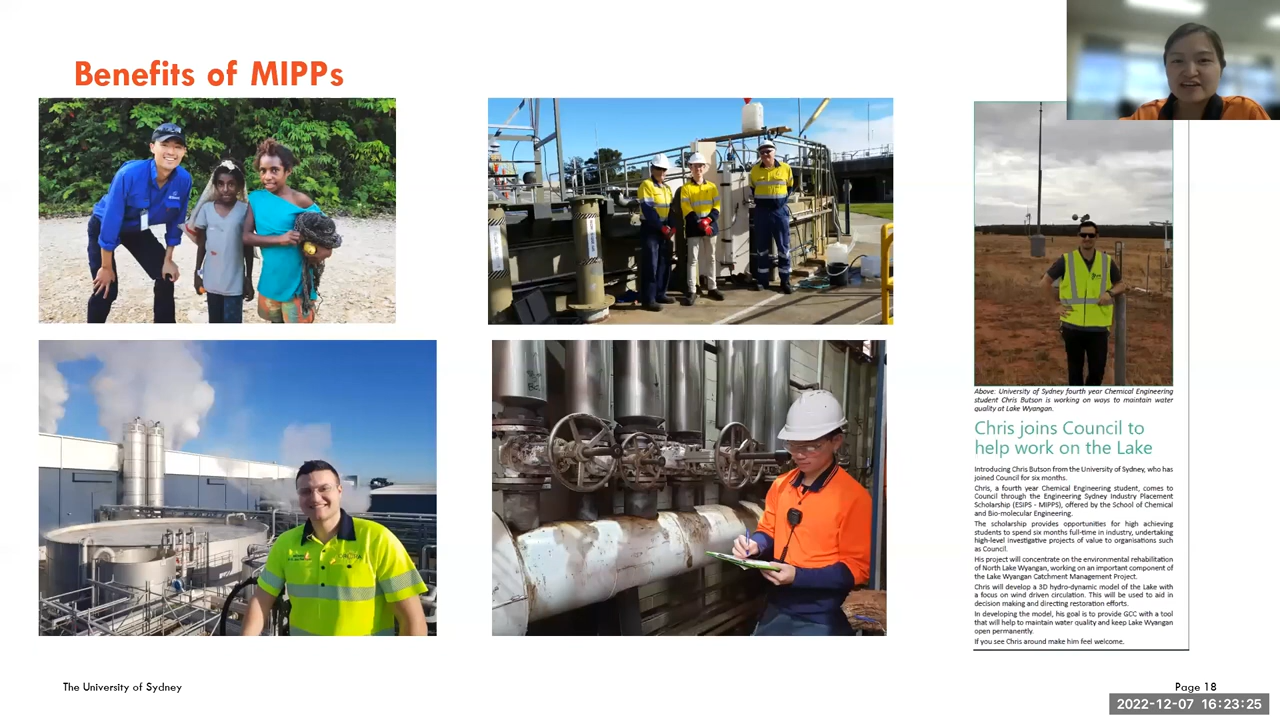 Benefits of MIPPs
Above: University of Sydney fourth year Chemical Engineering
student Chris Butson is working on ways to maintain water
quality at Lake Wyangan.
Chris joins Council to
help work on the Lake
Introducing Chris Butson from the University of Sydney, who has
joined Council for six months.
Chris, a fourth year Chemical Engineering student, comes to
Council through the Engineering Sydney Industry Placement
Scholarship (ESIPS - MIPPS), offered by the School of Chemical
and Bio-molecular Engineering.
The scholarship provides opportunities for high achieving
students to spend six months full-time in industry, undertaking
high-level investigative projects of value to organisations such
as Council.
His project will concentrate on the environmental rehabilitation
of North Lake Wyangan, working on an important component of
the Lake Wyangan Catchment Management Project.
Chris will develop a 3D hydro-dynamic model of the Lake with
a focus on wind driven circulation. This will be used to aid in
decision making and directing restoration efforts.
In developing the model, his goal is to provide GCC with a tool
that will help to maintain water quality and keep Lake Wyangan
open permanently.
If you see Chris around make him feel welcome.
The University of Sydney
Page 18
2022-12-07 16:23:25